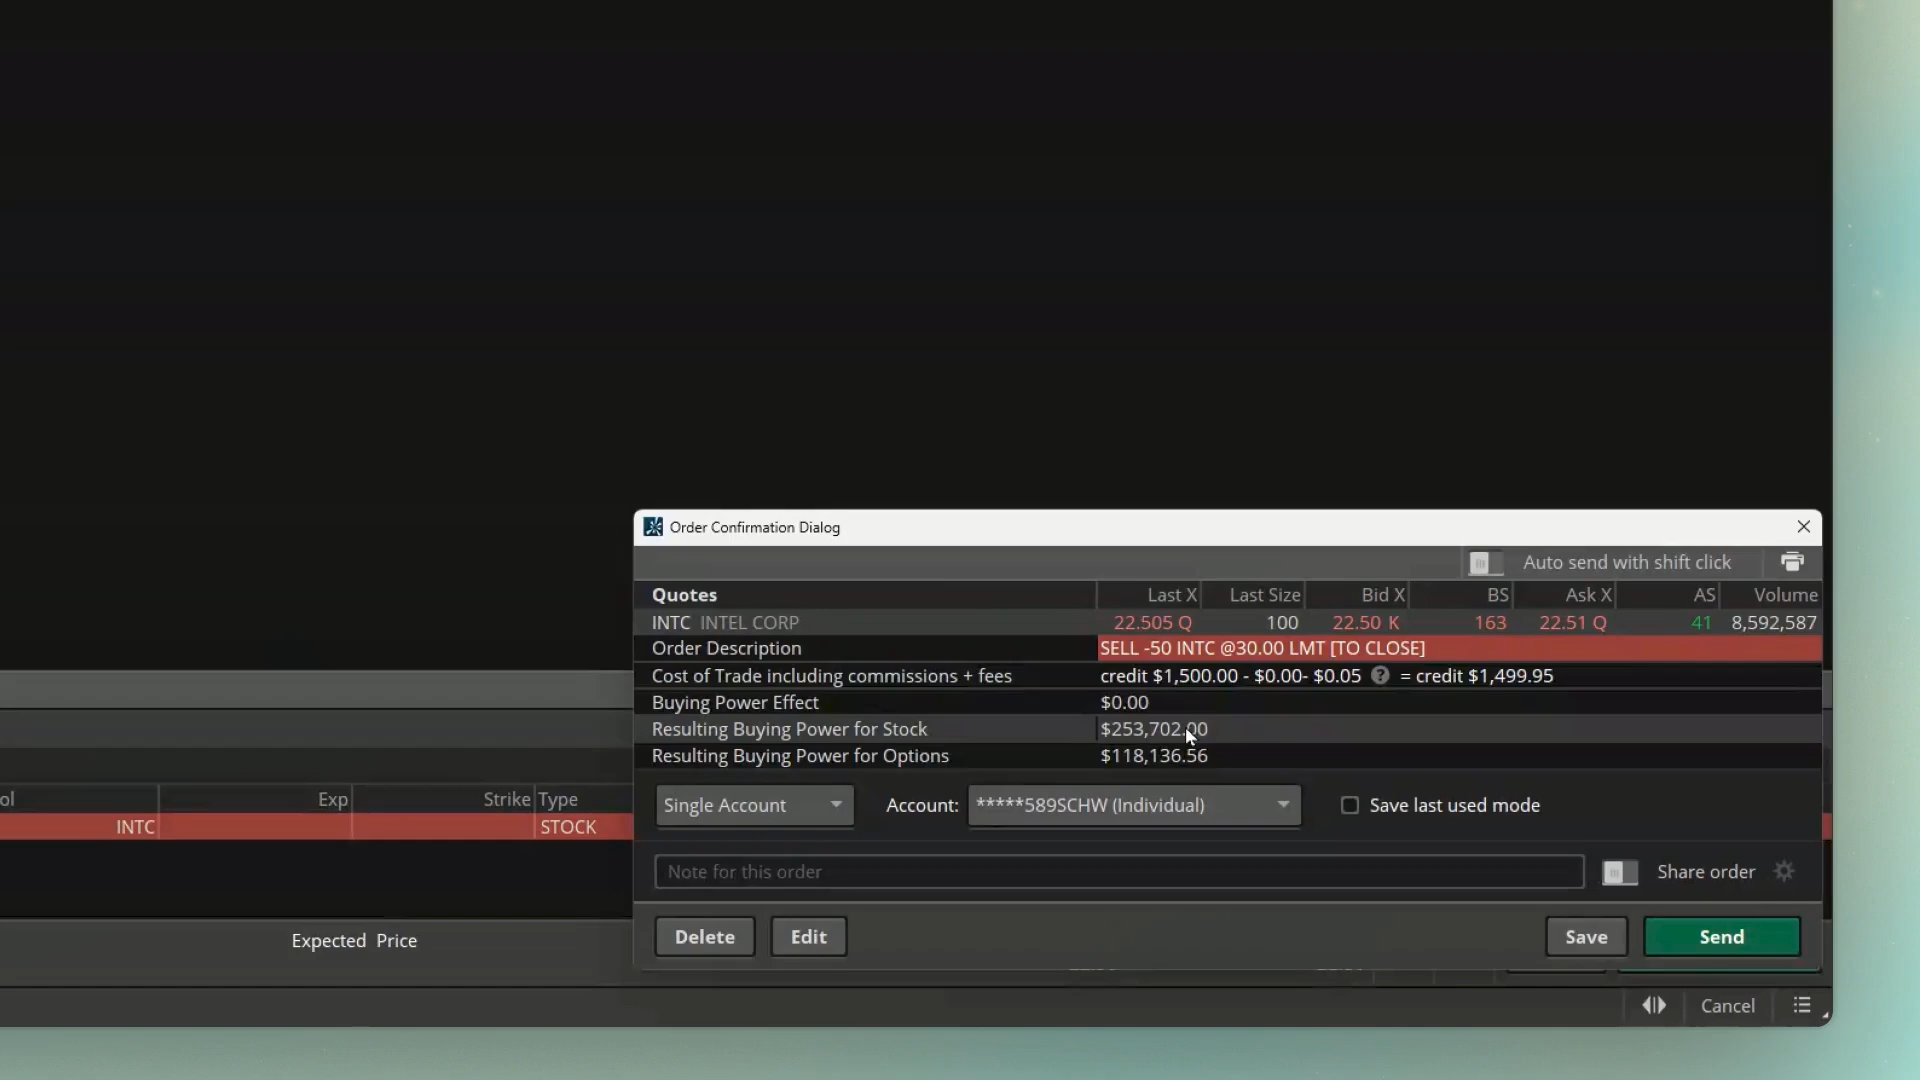 Order Confirmation Dialog
Auto send with shift click
Quotes Last X Last Size Bid X BS Ask X AS Volume
INTC INTEL CORP 22.505 Q 100 22.50 K 163 22.51 Q 41 8,592,587
Order Description SELL -50 INTC @30.00 LMT [TO CLOSE]
Cost of Trade including commissions + fees credit $1,500.00 - $0.00- $0.05 ? = credit $1,499.95
Buying Power Effect $0.00
Resulting Buying Power for Stock $253,702.00
Resulting Buying Power for Options $118,136.56
ol Exp Strike Type
Single Account Account: *****589SCHW (Individual) Save last used mode
INTC STOCK
Note for this order Share order
Expected Price
Delete Edit Save Send
Cancel